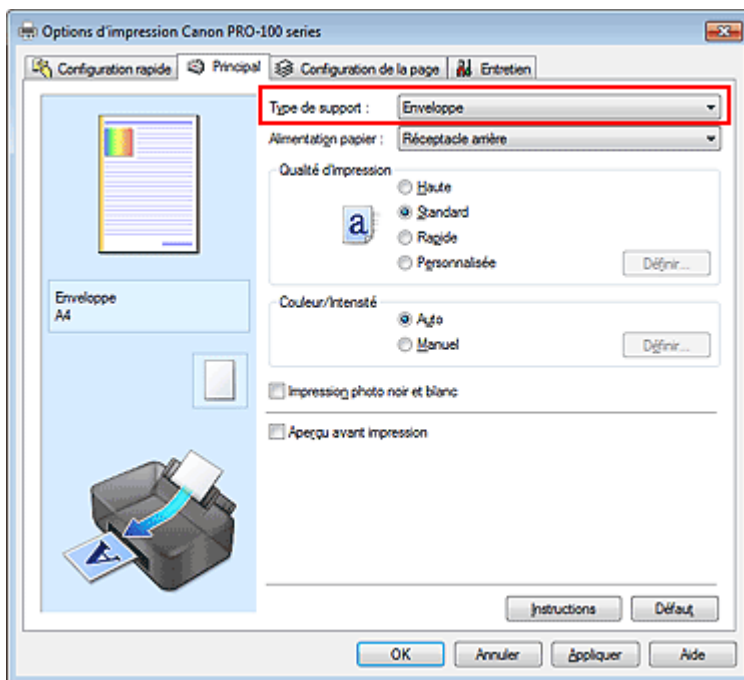 Options d'impression Canon PRO-100 series
Configuration rapide Principal Configuration de la page Entretien
Type de support : Enveloppe
Alimentation papier : Réceptacle arrière
Qualité d'impression
Haute
a Standard
Rapide
Personnalisée Définir...
Enveloppe
A4
Couleur/Intensité
Auto
Manuel Définir...
Impression photo noir et blanc
Aperçu avant impression
A
Instructions Défaut
OK Annuler Appliquer Aide